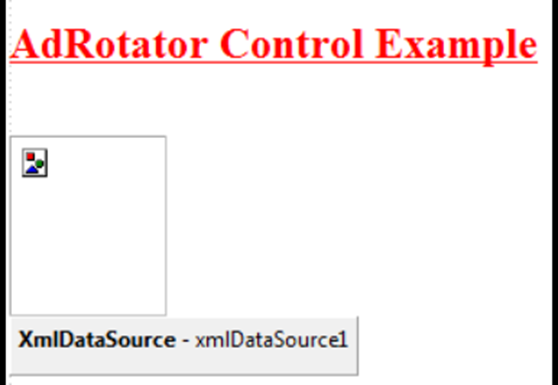 AdRotator Control Example
XmlDataSource - xmlDataSource1